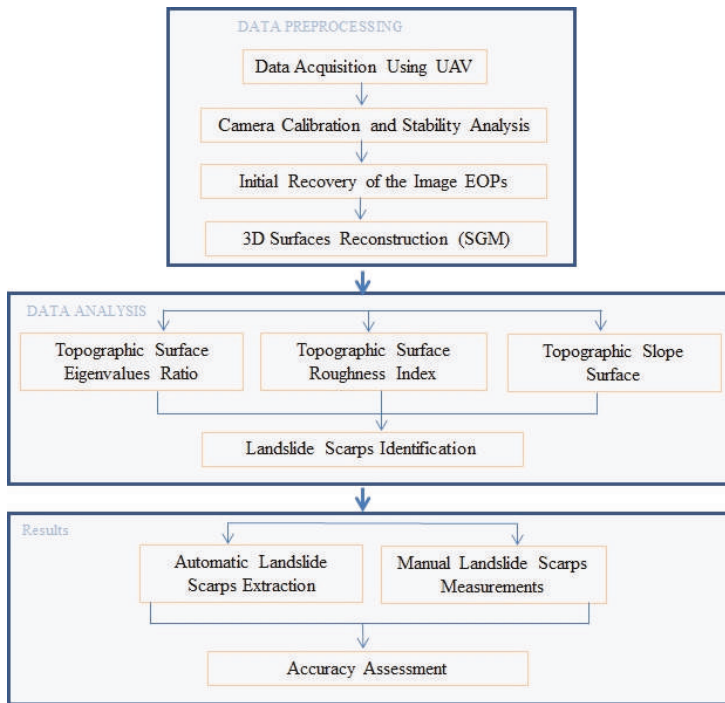 DATA PREPROCESSING
Data Acquisition Using UAV
Camera Calibration and Stability Analysis
Initial Recovery of the Image EOPs
3D Surfaces Reconstruction (SGM)
DATA ANALYSIS
Topographic Surface
Eigenvalues Ratio
Topographic Surface
Roughness Index
Topographic Slope
Surface
Landslide Scarps Identification
Results
Automatic Landslide
Scarps Extraction
Manual Landslide Scarps
Measurements
Accuracy Assessment